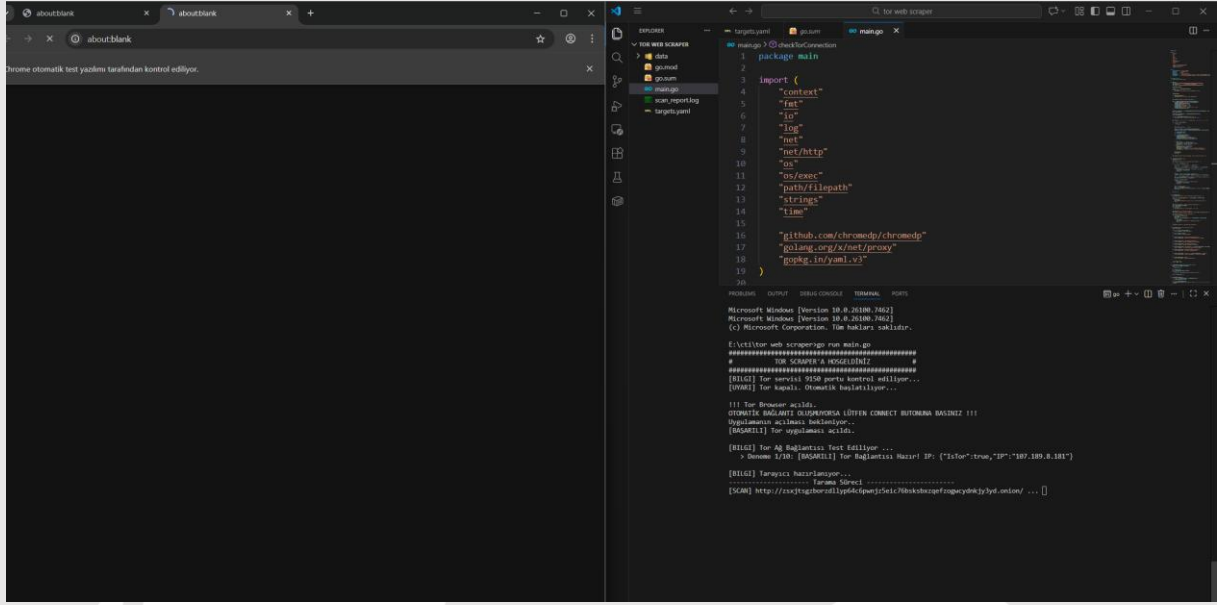 about:blank
about:blank
about:blank
Chrome otomatik test yazılımı tarafından kontrol ediliyor.
tor web scraper
EXPLORER
TOR WEB SCRAPER
data
go.mod
go.sum
main.go
scan_report.log
targets.yaml
targets.yaml
go.sum
main.go
main.go > checkTorConnection
1 package main
2
3 import (
4 "context"
5 "fmt"
6 "io"
7 "log"
8 "net"
9 "net/http"
10 "os"
11 "os/exec"
12 "path/filepath"
13 "strings"
14 "time"
15
16 "github.com/chromedp/chromedp"
17 "golang.org/x/net/proxy"
18 "gopkg.in/yaml.v3"
19 )
20
PROBLEMS OUTPUT DEBUG CONSOLE TERMINAL PORTS
go
Microsoft Windows [Version 10.0.26100.7462]
Microsoft Windows [Version 10.0.26100.7462]
(c) Microsoft Corporation. Tüm hakları saklıdır.
E:\cti\tor web scraper>go run main.go
################################################
# TOR SCRAPER'A HOSGELDİNİZ #
################################################
[BILGI] Tor servisi 9150 portu kontrol ediliyor...
[UYARI] Tor kapalı. Otomatik başlatılıyor...
!!! Tor Browser açıldı.
OTOMATİK BAĞLANTI OLUŞMUYORSA LÜTFEN CONNECT BUTONUNA BASINIZ !!!
Uygulamanın açılması bekleniyor..
[BAŞARILI] Tor uygulaması açıldı.
[BILGI] Tor Ağ Bağlantısı Test Ediliyor ...
> Deneme 1/10: [BAŞARILI] Tor Bağlantısı Hazır! IP: {"IsTor":true,"IP":"107.189.8.181"}
[BILGI] Tarayıcı hazırlanıyor...
-------------------- Tarama Süreci ----------------------
[SCAN]